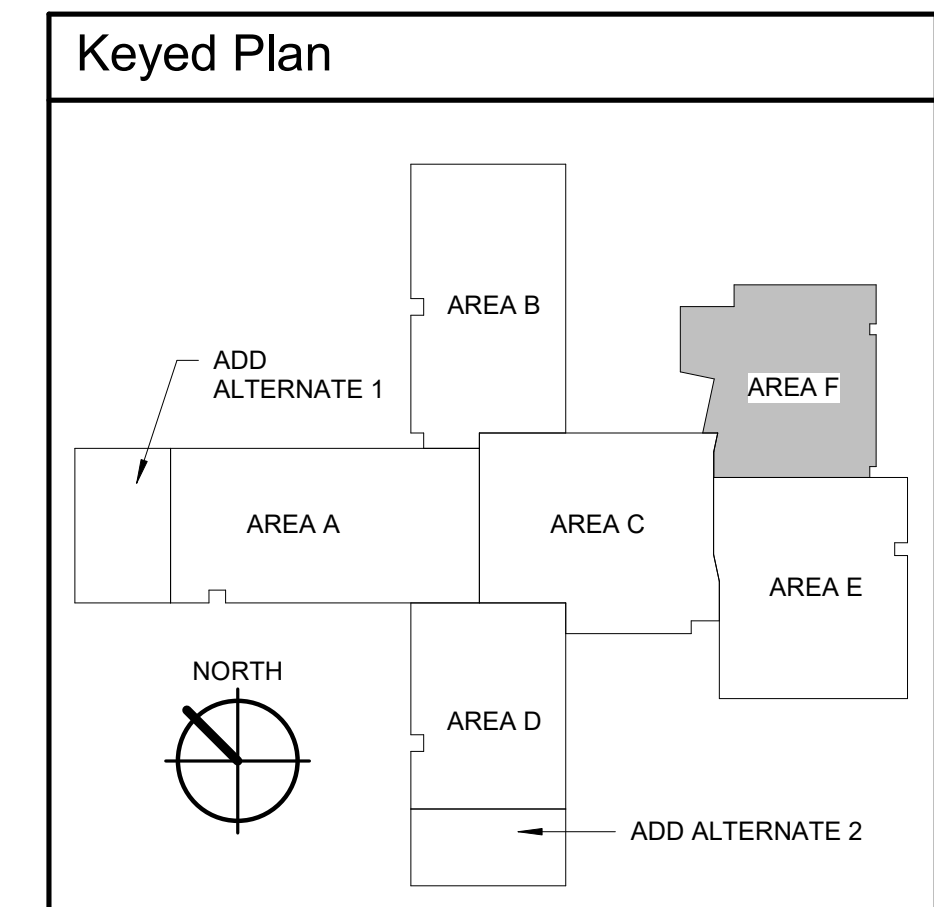 Keyed Plan
AREA B
ADD
ALTERNATE 1
AREA F
AREA A
AREA C
AREA E
NORTH
AREA D
ADD ALTERNATE 2